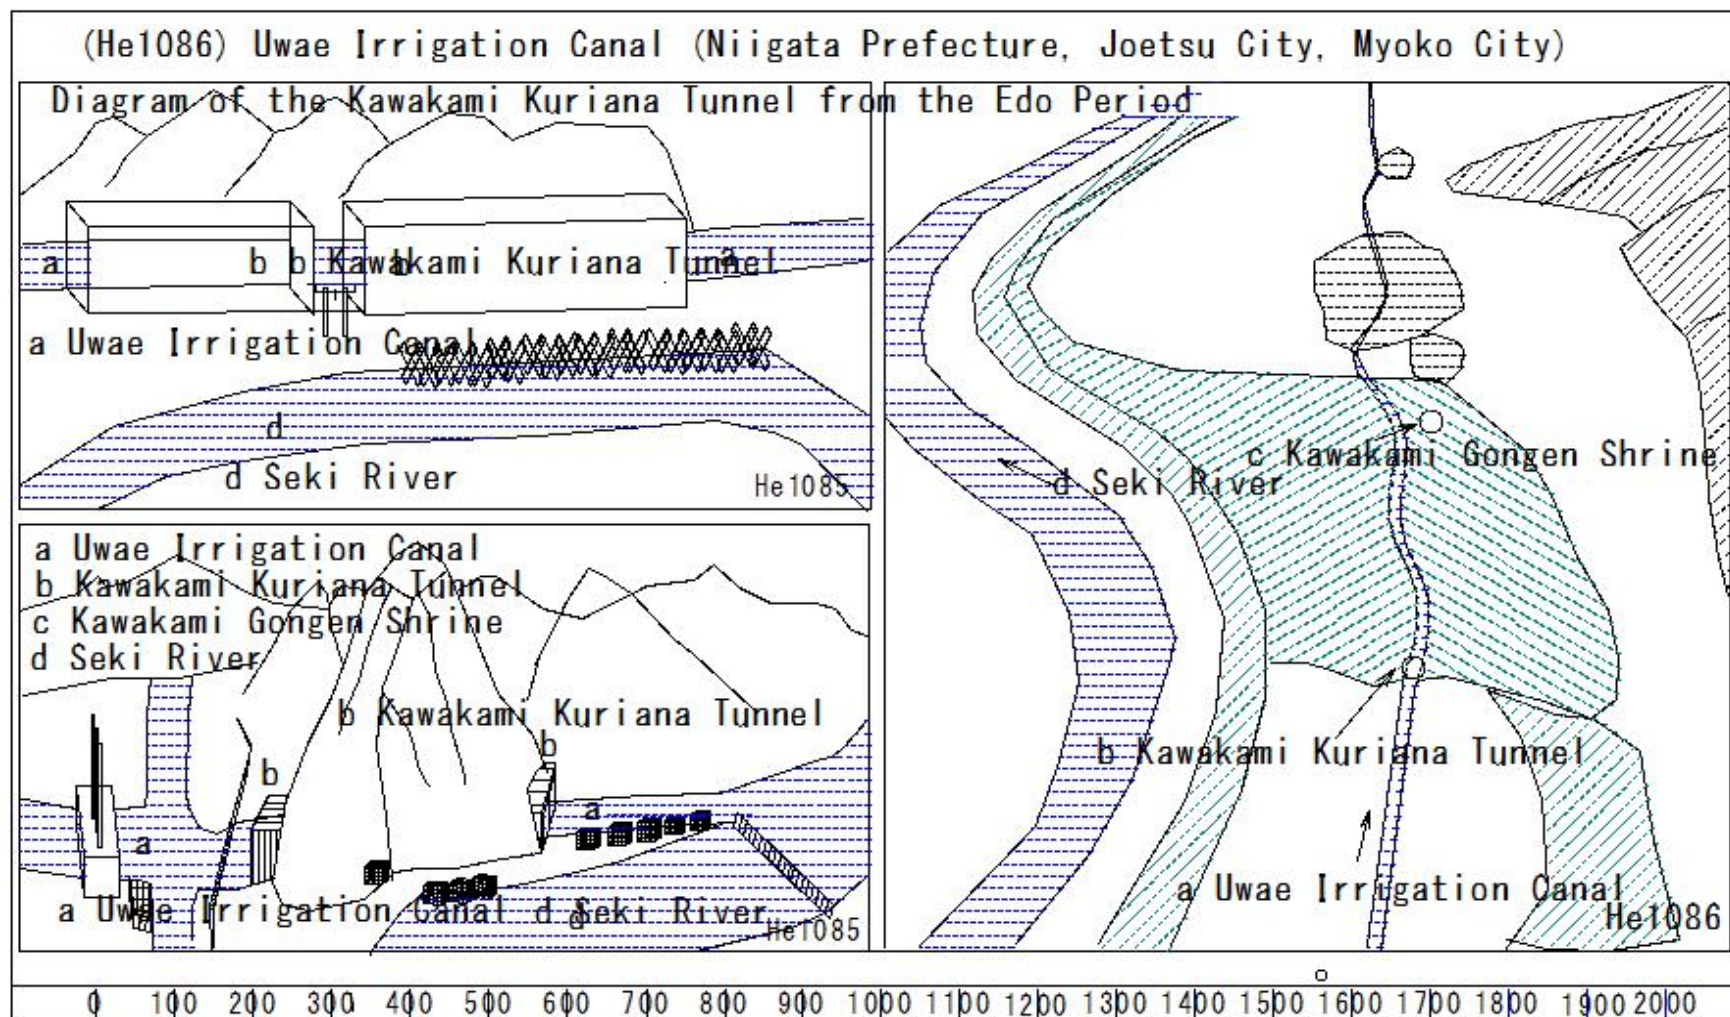 (He1086) Uwae Irrigation Canal (Niigata Prefecture, Joetsu City, Myoko City)
Diagram of the Kawakami Kuriana Tunnel from the Edo Period
a
b
b Kawakami Kuriana Tunnel
b
a
a Uwae Irrigation Canal
d
d Seki River
He1085
a Uwae Irrigation Canal
b Kawakami Kuriana Tunnel
c Kawakami Gongen Shrine
d Seki River
b Kawakami Kuriana Tunnel
b
b
a
a
a Uwae Irrigation Canal
d Seki River
d
He1085
c Kawakami Gongen Shrine
d Seki River
b Kawakami Kuriana Tunnel
a Uwae Irrigation Canal
He1086
0 100 200 300 400 500 600 700 800 900 1000 1100 1200 1300 1400 1500 1600 1700 1800 1900 2000